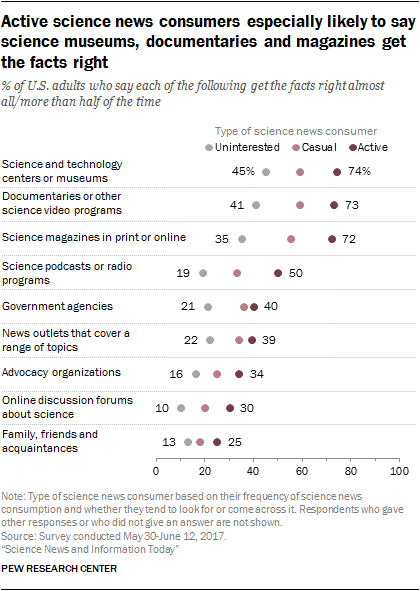 Active science news consumers especially likely to say
science museums, documentaries and magazines get
the facts right
% of U.S. adults who say each of the following get the facts right almost
all/more than half of the time
Type of science news consumer
Uninterested Casual Active
Science and technology
centers or museums
45% 74%
Documentaries or other
science video programs
41 73
Science magazines in print or online
35 72
Science podcasts or radio
programs
19 50
Government agencies
21 40
News outlets that cover a
range of topics
22 39
Advocacy organizations
16 34
Online discussion forums
about science
10 30
Family, friends and
acquaintances
13 25
0 20 40 60 80 100
Note: Type of science news consumer based on their frequency of science news
consumption and whether they tend to look for or come across it. Respondents who gave
other responses or who did not give an answer are not shown.
Source: Survey conducted May 30-June 12, 2017.
“Science News and Information Today”
PEW RESEARCH CENTER